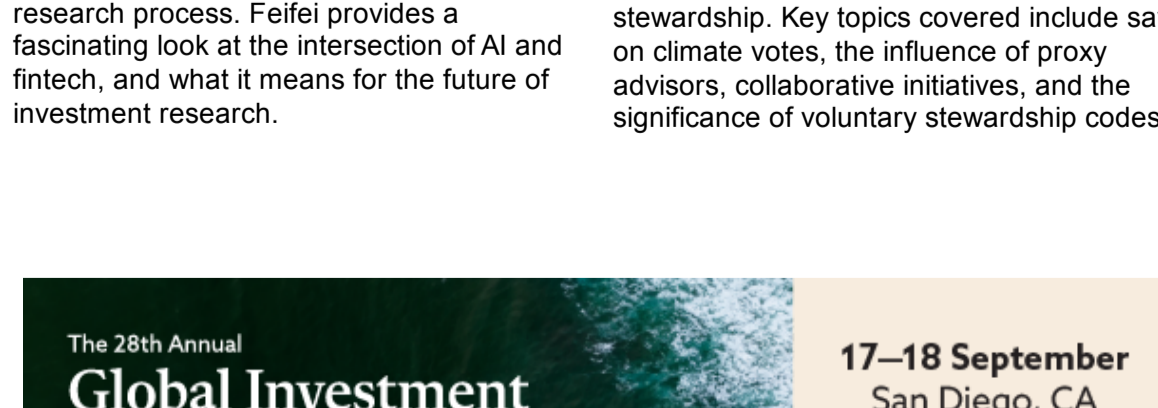 research process. Feifei provides a
fascinating look at the intersection of AI and
fintech, and what it means for the future of
investment research.
stewardship. Key topics covered include
on climate votes, the influence of proxy
advisors, collaborative initiatives, and the
significance of voluntary stewardship codes
The 28th Annual
Global Investment
17–18 September
San Diego, CA